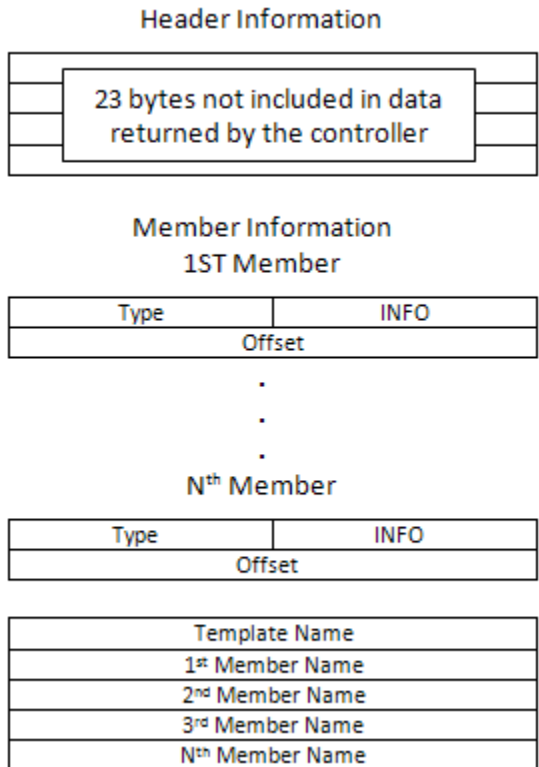 Header Information
23 bytes not included in data
returned by the controller
Member Information
1ST Member
Type INFO
Offset
.
.
.
Nth Member
Type INFO
Offset
Template Name
1st Member Name
2nd Member Name
3rd Member Name
Nth Member Name